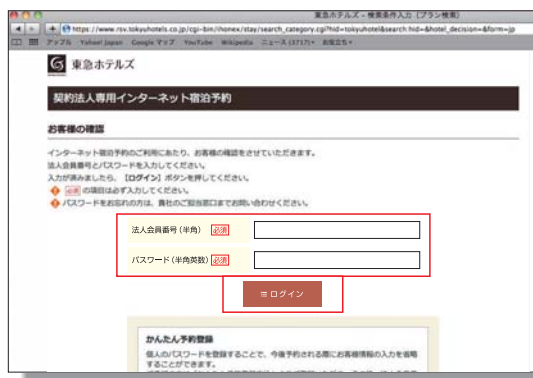 東急ホテルズ - 検索条件入力 (プラン検索)
https://www.rsv.tokyuhotels.co.jp/cgi-bin/ihonex/stay/search_category.cgi?hid=tokyuhotel&search_hid=&hotel_decision=&form=jp
アップル Yahoo! Japan Google マップ YouTube Wikipedia ニュース (3717)▾ お役立ち▾
東急ホテルズ
契約法人専用インターネット宿泊予約
お客様の確認
インターネット宿泊予約のご利用にあたり、お客様の確認をさせていただきます。
法人会員番号とパスワードを入力してください。
入力が済みましたら、【ログイン】ボタンを押してください。
必須 の項目は必ず入力してください。
パスワードをお忘れの方は、貴社のご担当窓口までお問い合わせください。
法人会員番号 (半角) 必須
パスワード (半角英数) 必須
ログイン
かんたん予約登録
個人のパスワードを登録することで、今後予約される際にお客様情報の入力を省略
することができます。